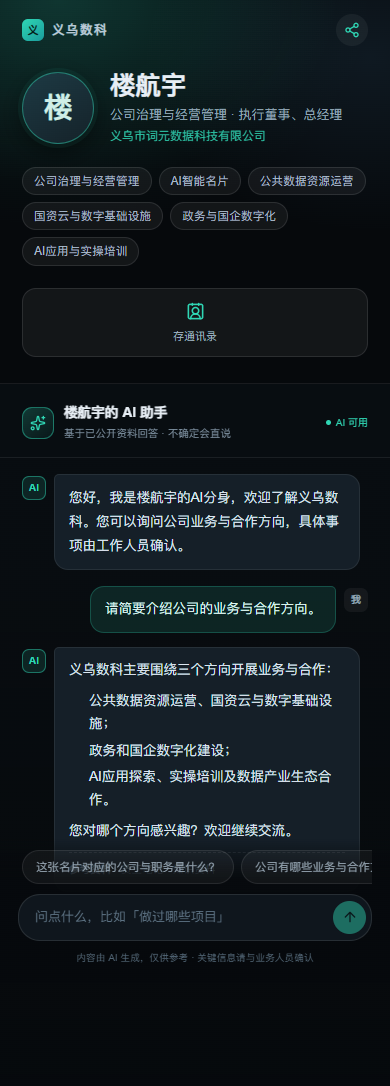 义 义乌数科
楼
楼航宇
公司治理与经营管理 · 执行董事、总经理
义乌市词元数据科技有限公司
公司治理与经营管理
AI智能名片
公共数据资源运营
国资云与数字基础设施
政务与国企数字化
AI应用与实操培训
存通讯录
楼航宇的 AI 助手
基于已公开资料回答 · 不确定会直说
AI 可用
AI
您好，我是楼航宇的AI分身，欢迎了解义乌数
科。您可以询问公司业务与合作方向，具体事
项由工作人员确认。
请简要介绍公司的业务与合作方向。
我
AI
义乌数科主要围绕三个方向开展业务与合作：
公共数据资源运营、国资云与数字基础设
施；
政务和国企数字化建设；
AI应用探索、实操培训及数据产业生态合
作。
您对哪个方向感兴趣？欢迎继续交流。
这张名片对应的公司与职务是什么？
公司有哪些业务与合作
问点什么，比如「做过哪些项目」
内容由 AI 生成，仅供参考 · 关键信息请与业务人员确认